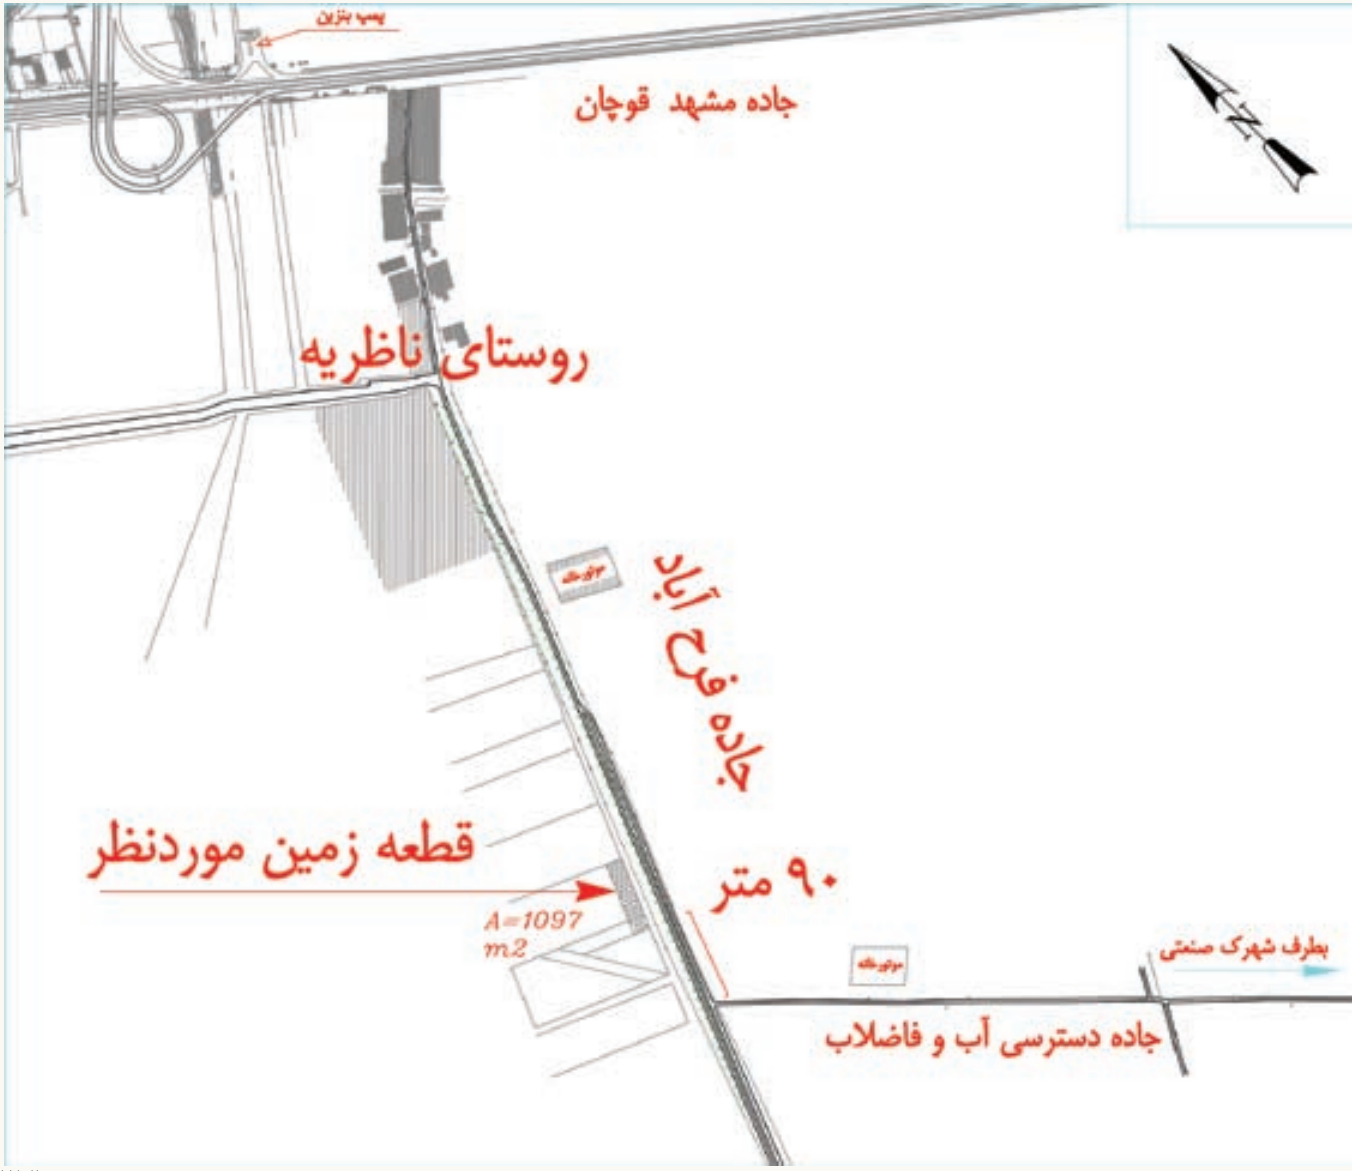 پمپ بنزین
جاده مشهد قوچان
N
روستای ناظریه
موتورخانه
جاده فرح آباد
قطعه زمین موردنظر
A=1097
m2
۹۰ متر
موتورخانه
بطرف شهرک صنعتی
جاده دسترسی آب و فاضلاب